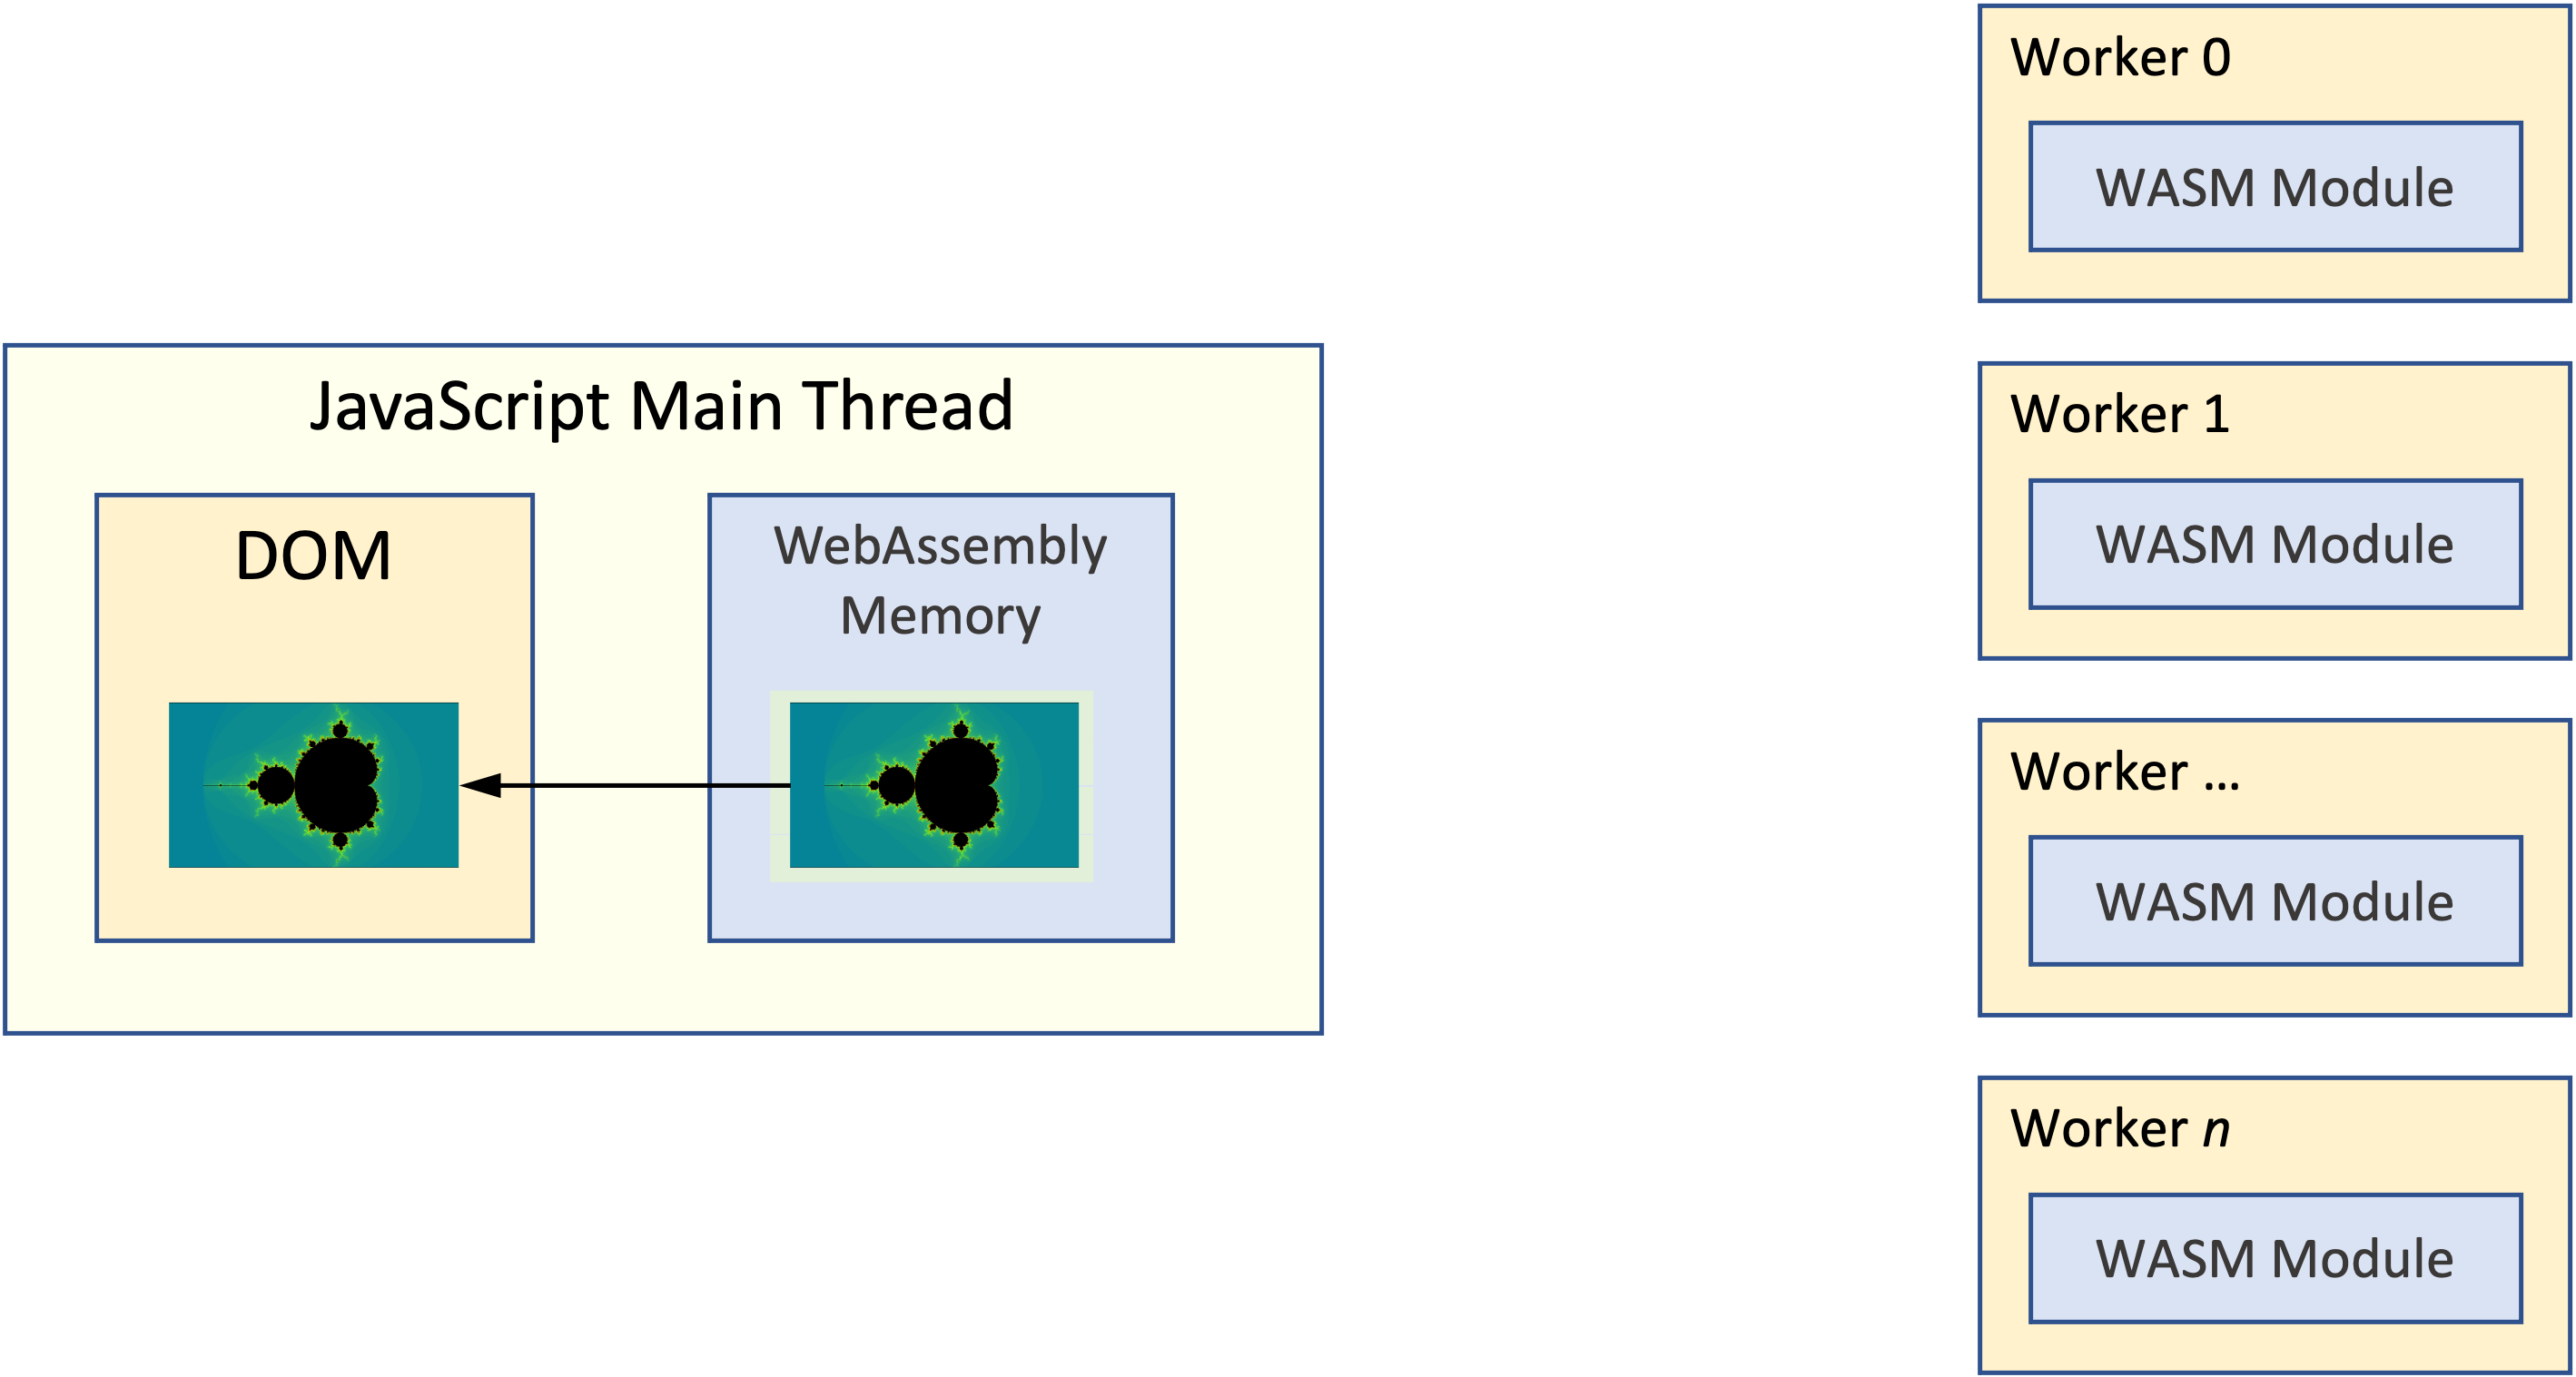 JavaScript Main Thread
DOM
WebAssembly
Memory
Worker 0
WASM Module
Worker 1
WASM Module
Worker ...
WASM Module
Worker n
WASM Module